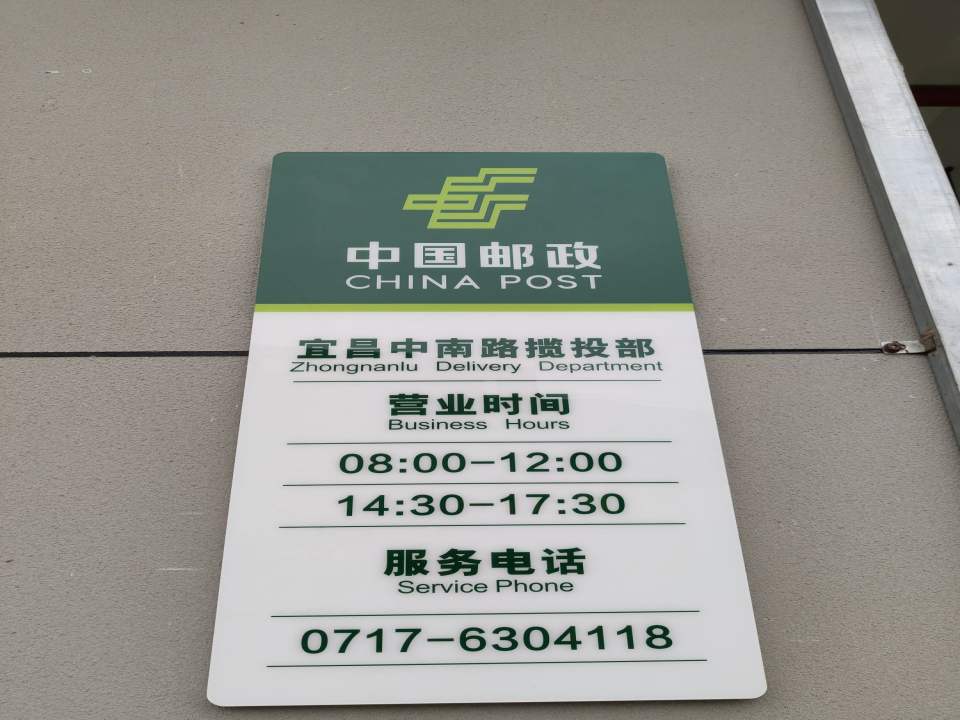 中国邮政
CHINA POST
宜昌中南路揽投部
Zhongnanlu Delivery Department
营业时间
Business Hours
08:00-12:00
14:30-17:30
服务电话
Service Phone
0717-6304118